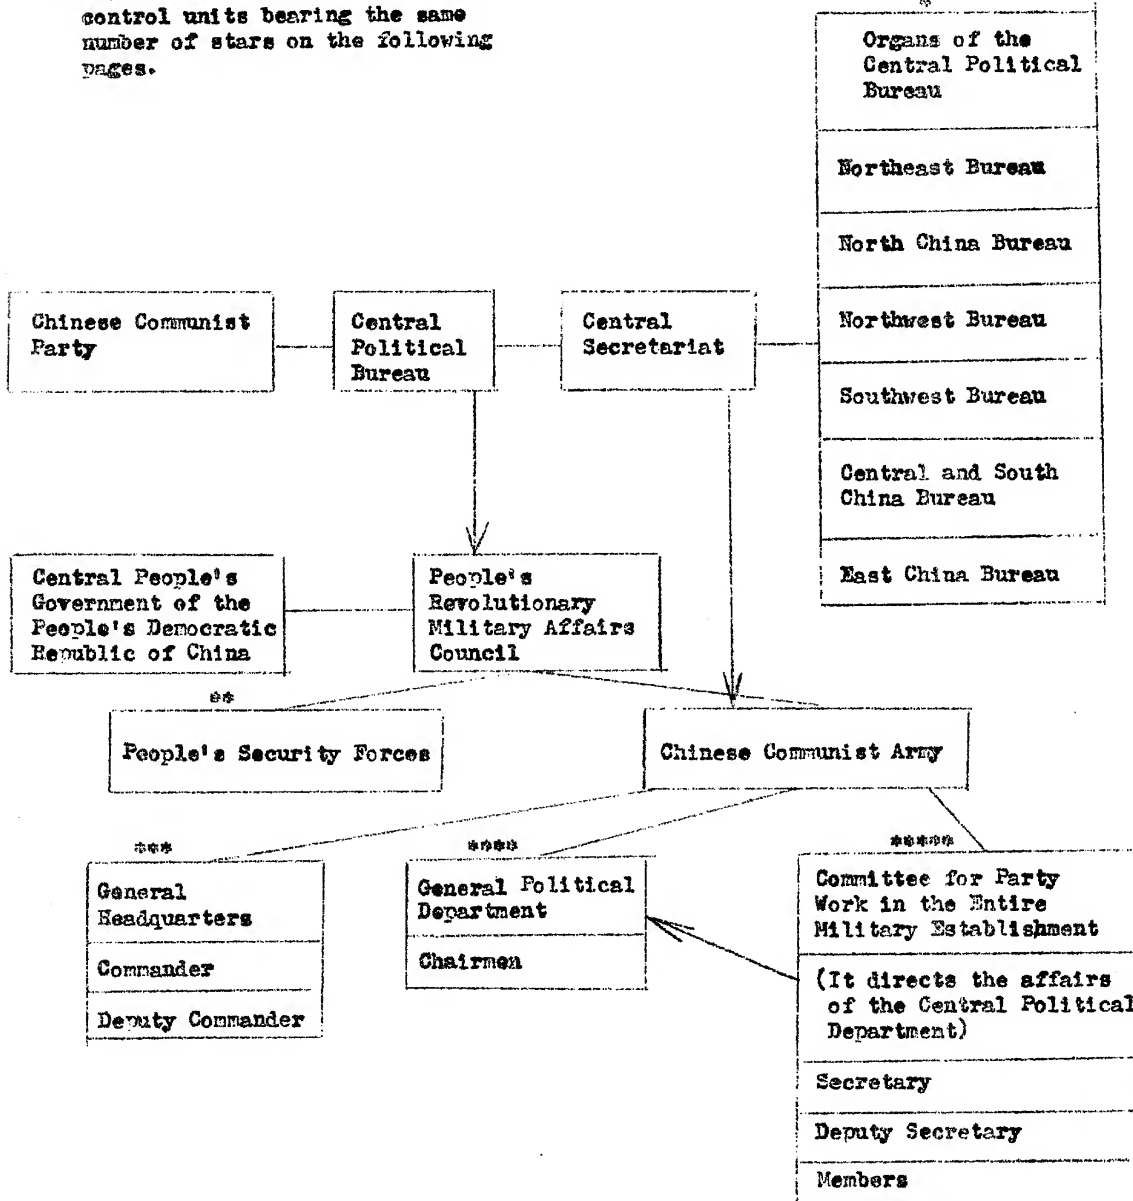 control units bearing the same
number of stars on the following
pages.
*
Organs of the
Central Political
Bureau
Northeast Bureau
North China Bureau
Northwest Bureau
Southwest Bureau
Central and South
China Bureau
East China Bureau
Chinese Communist
Party
Central
Political
Bureau
Central
Secretariat
Central People's
Government of the
People's Democratic
Republic of China
People's
Revolutionary
Military Affairs
Council
**
People's Security Forces
Chinese Communist Army
***
General
Headquarters
Commander
Deputy Commander
****
General Political
Department
Chairmen
*****
Committee for Party
Work in the Entire
Military Establishment
(It directs the affairs
of the Central Political
Department)
Secretary
Deputy Secretary
Members